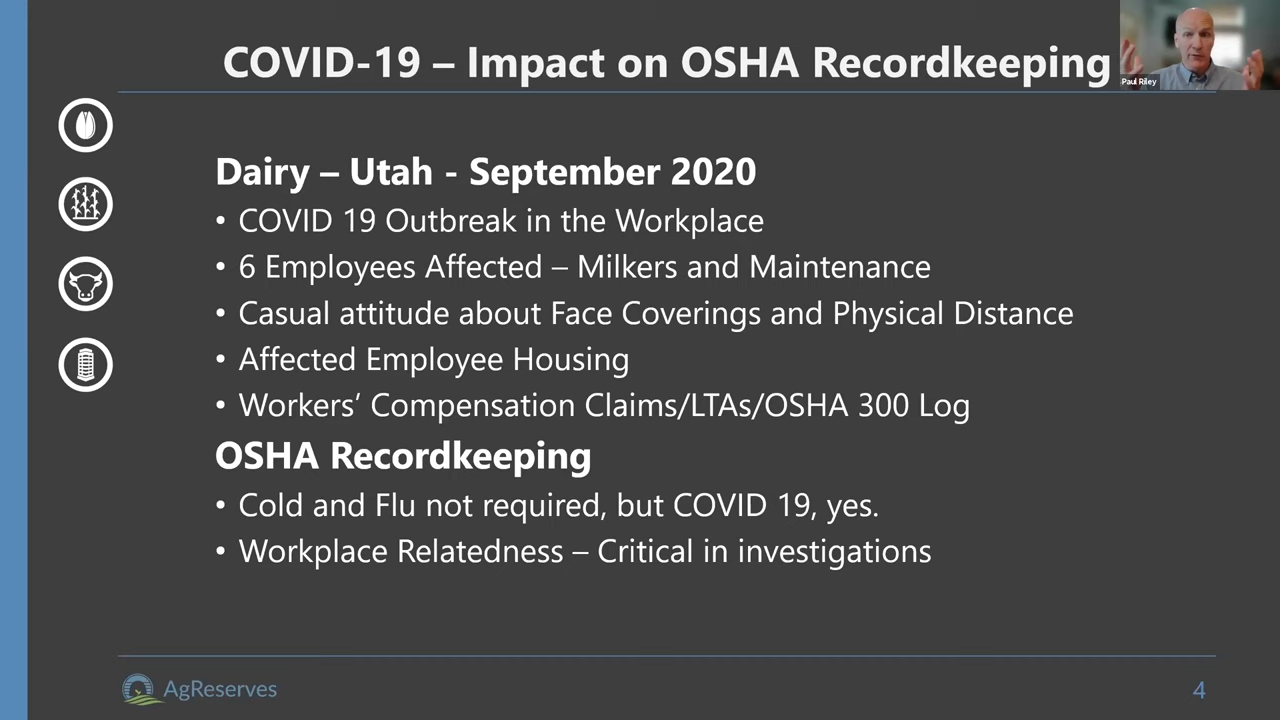 COVID-19 – Impact on OSHA Recordkeeping
Paul Riley
Dairy – Utah - September 2020
• COVID 19 Outbreak in the Workplace
• 6 Employees Affected – Milkers and Maintenance
• Casual attitude about Face Coverings and Physical Distance
• Affected Employee Housing
• Workers’ Compensation Claims/LTAs/OSHA 300 Log
OSHA Recordkeeping
• Cold and Flu not required, but COVID 19, yes.
• Workplace Relatedness – Critical in investigations
AgReserves
4